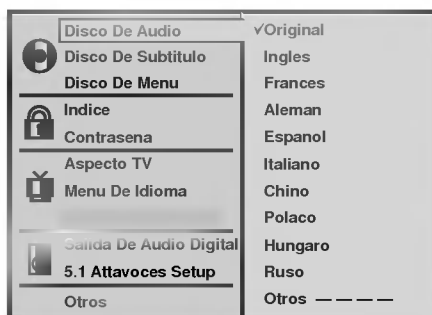 Disco De Audio
Disco De Subtitulo
Disco De Menu
Indice
Contrasena
Aspecto TV
Menu De Idioma
Salida De Audio Digital
5.1 Attavoces Setup
Otros
✓Original
Ingles
Frances
Aleman
Espanol
Italiano
Chino
Polaco
Hungaro
Ruso
Otros — — — —